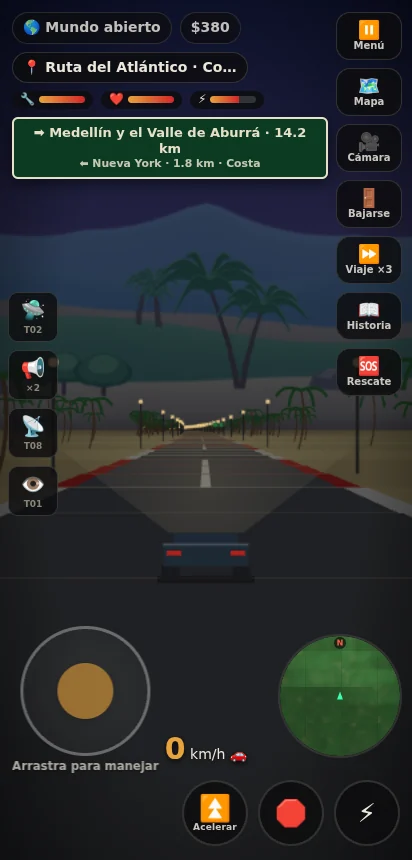 🌎 Mundo abierto
$380
📍 Ruta del Atlántico · Co...
➡ Medellín y el Valle de Aburrá · 14.2
km
⬅ Nueva York · 1.8 km · Costa
Menú
Mapa
Cámara
Bajarse
Viaje ×3
Historia
SOS
Rescate
T02
×2
T08
T01
N
Arrastra para manejar
0 km/h
Acelerar